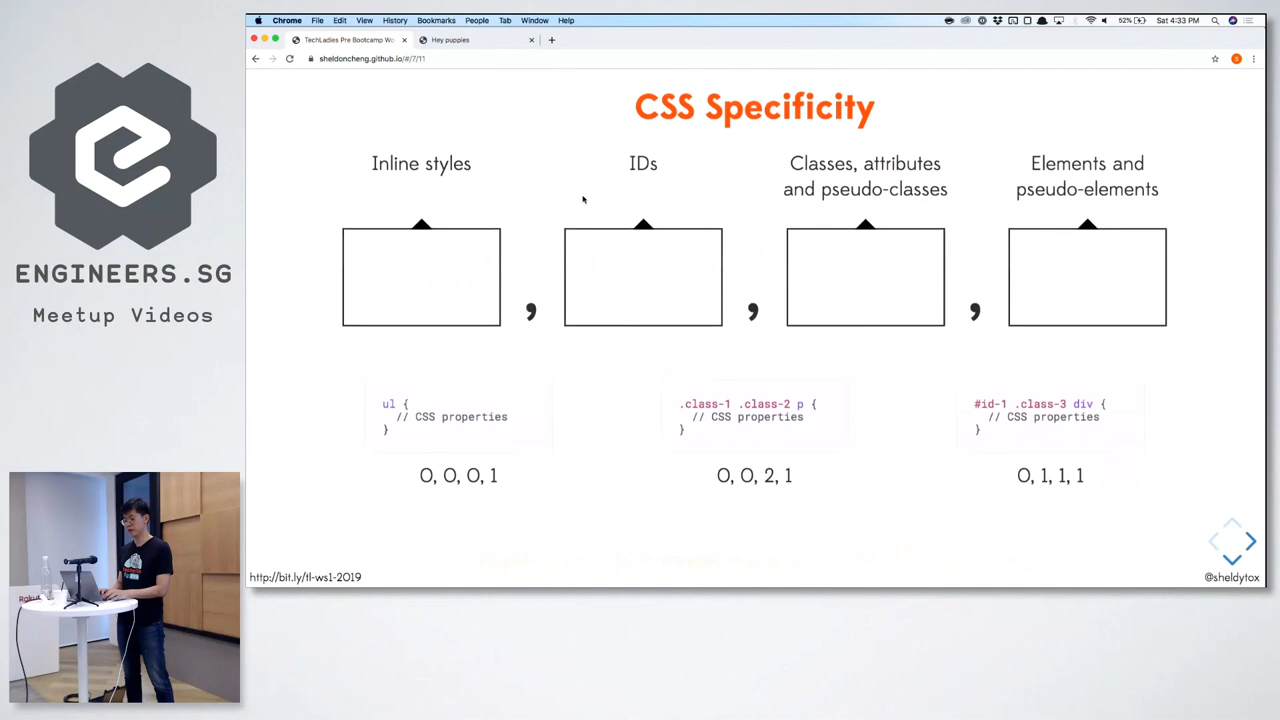 Chrome File Edit View History Bookmarks People Tab Window Help
52% Sat 4:33 PM
TechLadies Pre Bootcamp Wo × Hey puppies × +
sheldoncheng.github.io/#/7/11
S
CSS Specificity
Inline styles
IDs
Classes, attributes
and pseudo-classes
Elements and
pseudo-elements
, , ,
ul {
// CSS properties
}
0, 0, 0, 1
.class-1 .class-2 p {
// CSS properties
}
0, 0, 2, 1
#id-1 .class-3 div {
// CSS properties
}
0, 1, 1, 1
http://bit.ly/tl-ws1-2019
@sheldytox
ENGINEERS.SG
Meetup Videos